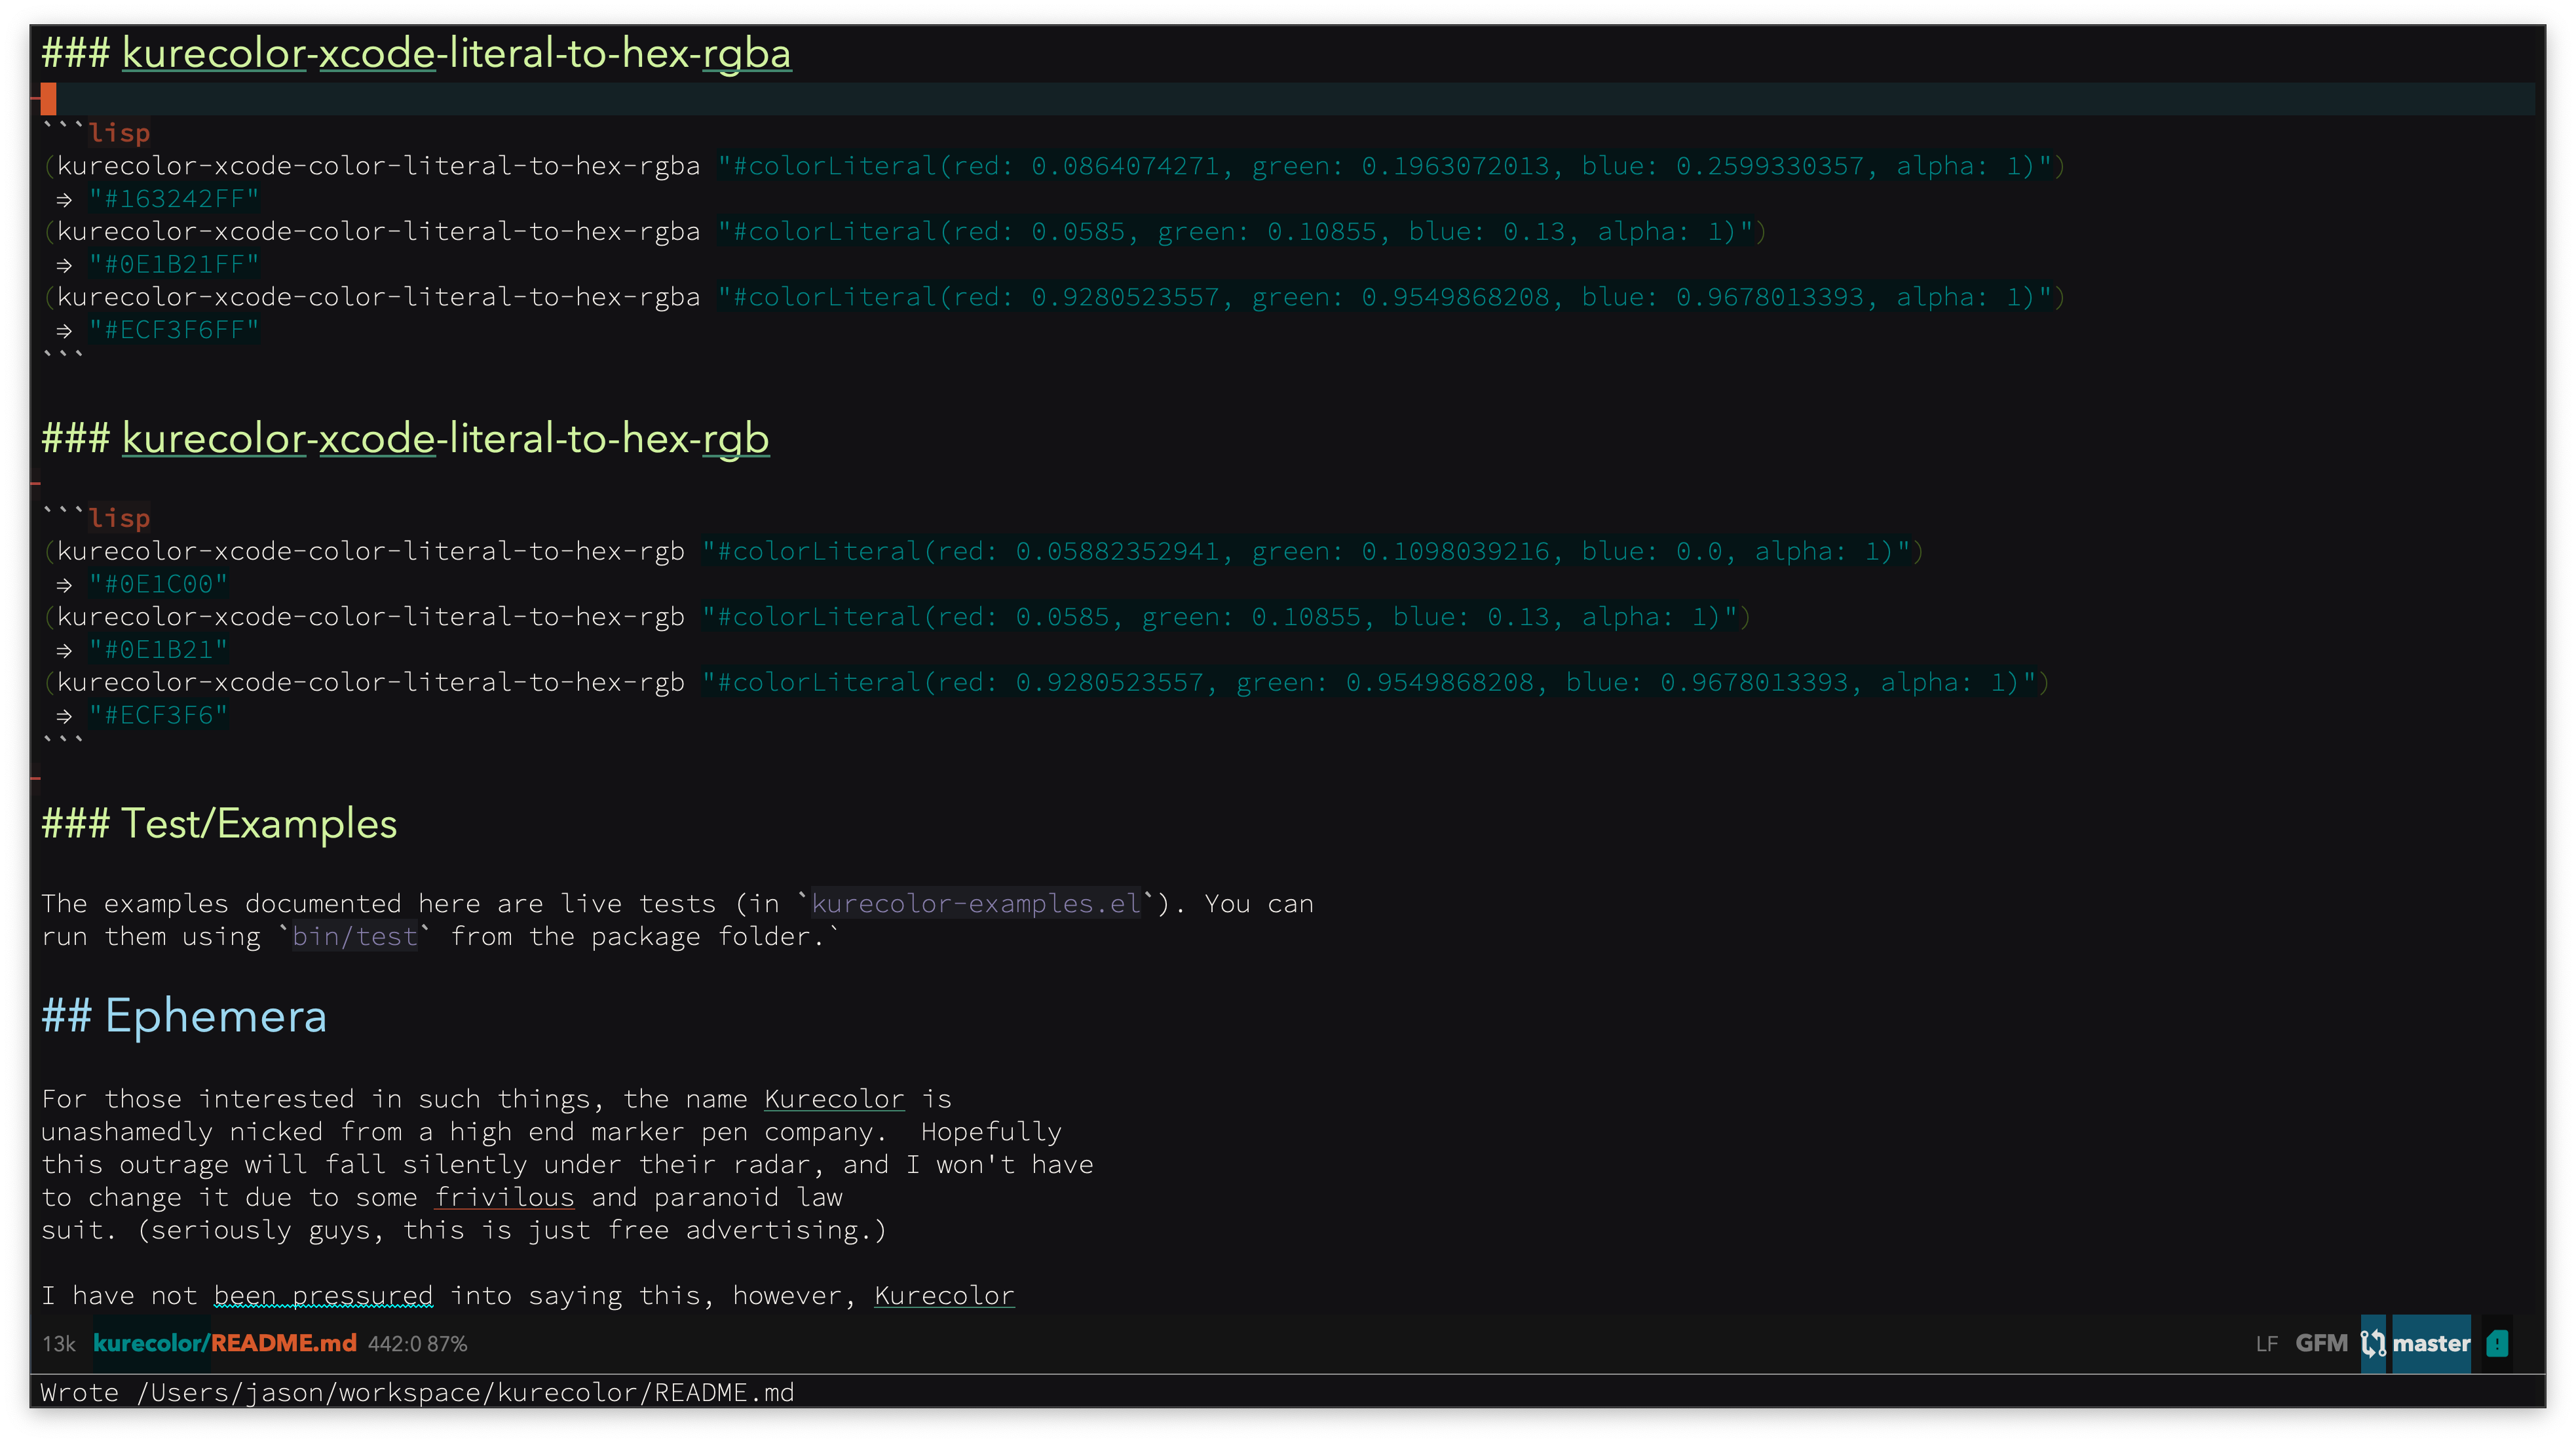 ### kurecolor-xcode-literal-to-hex-rgba
```lisp
(kurecolor-xcode-color-literal-to-hex-rgba "#colorLiteral(red: 0.0864074271, green: 0.1963072013, blue: 0.2599330357, alpha: 1)")
⇒ "#163242FF"
(kurecolor-xcode-color-literal-to-hex-rgba "#colorLiteral(red: 0.0585, green: 0.10855, blue: 0.13, alpha: 1)")
⇒ "#0E1B21FF"
(kurecolor-xcode-color-literal-to-hex-rgba "#colorLiteral(red: 0.9280523557, green: 0.9549868208, blue: 0.9678013393, alpha: 1)")
⇒ "#ECF3F6FF"
```
### kurecolor-xcode-literal-to-hex-rgb
```lisp
(kurecolor-xcode-color-literal-to-hex-rgb "#colorLiteral(red: 0.05882352941, green: 0.1098039216, blue: 0.0, alpha: 1)")
⇒ "#0E1C00"
(kurecolor-xcode-color-literal-to-hex-rgb "#colorLiteral(red: 0.0585, green: 0.10855, blue: 0.13, alpha: 1)")
⇒ "#0E1B21"
(kurecolor-xcode-color-literal-to-hex-rgb "#colorLiteral(red: 0.9280523557, green: 0.9549868208, blue: 0.9678013393, alpha: 1)")
⇒ "#ECF3F6"
```
### Test/Examples
The examples documented here are live tests (in `kurecolor-examples.el`). You can
run them using `bin/test` from the package folder.`
## Ephemera
For those interested in such things, the name Kurecolor is
unashamedly nicked from a high end marker pen company.  Hopefully
this outrage will fall silently under their radar, and I won't have
to change it due to some frivilous and paranoid law
suit. (seriously guys, this is just free advertising.)
I have not been pressured into saying this, however, Kurecolor
13k kurecolor/README.md 442:0 87% LF GFM master
Wrote /Users/jason/workspace/kurecolor/README.md